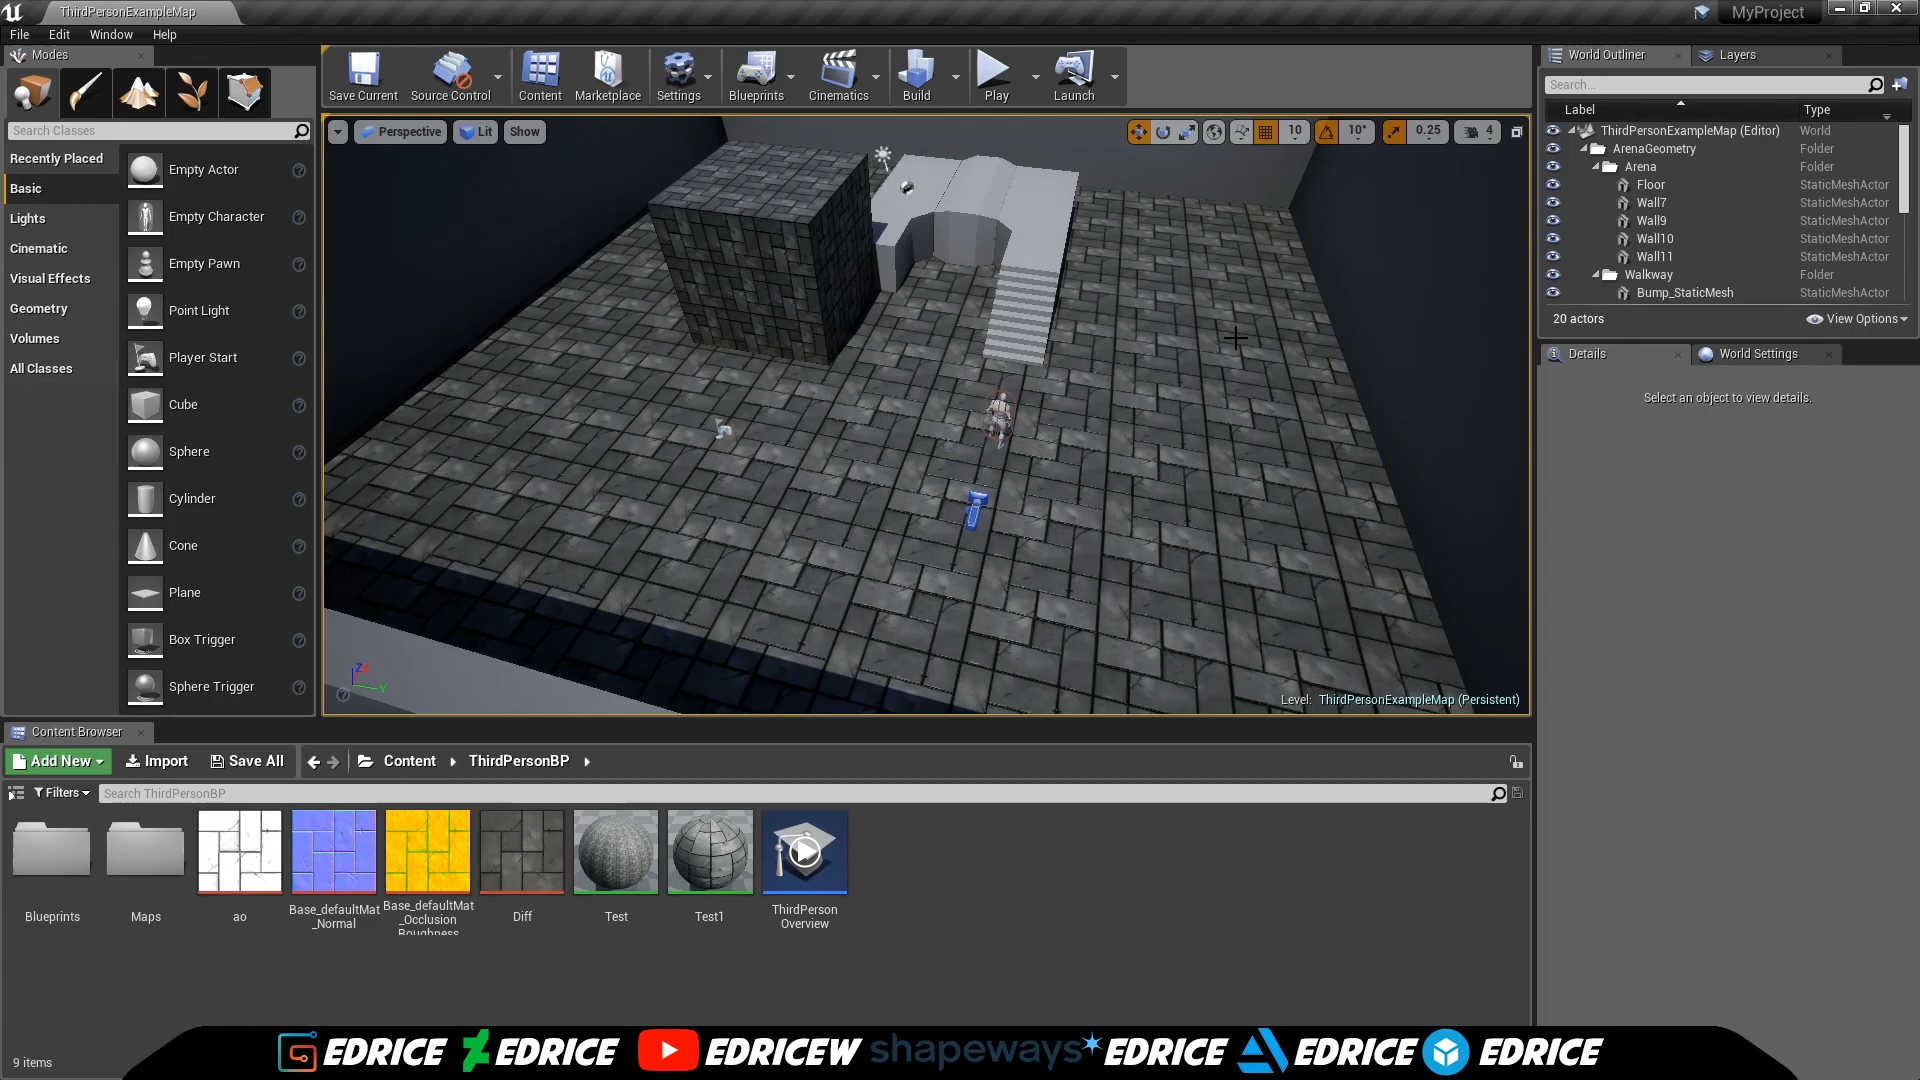 ThirdPersonExampleMap
MyProject
File Edit Window Help
Modes
Save Current
Source Control
Content
Marketplace
Settings
Blueprints
Cinematics
Build
Play
Launch
Search Classes
Recently Placed
Basic
Lights
Cinematic
Visual Effects
Geometry
Volumes
All Classes
Empty Actor
Empty Character
Empty Pawn
Point Light
Player Start
Cube
Sphere
Cylinder
Cone
Plane
Box Trigger
Sphere Trigger
Perspective Lit Show
10 10° 0.25 4
Z
Y
Level: ThirdPersonExampleMap (Persistent)
World Outliner Layers
Search...
Label Type
ThirdPersonExampleMap (Editor) World
ArenaGeometry Folder
Arena Folder
Floor StaticMeshActor
Wall7 StaticMeshActor
Wall9 StaticMeshActor
Wall10 StaticMeshActor
Wall11 StaticMeshActor
Walkway Folder
Bump_StaticMesh StaticMeshActor
20 actors View Options
Details World Settings
Select an object to view details.
Content Browser
Add New Import Save All Content ThirdPersonBP
Filters Search ThirdPersonBP
Blueprints
Maps
ao
Base_defaultMat
_Normal
Base_defaultMat
_Occlusion
Roughness
Diff
Test
Test1
ThirdPerson
Overview
9 items
EDRICE EDRICE EDRICEW shapeways EDRICE EDRICE EDRICE